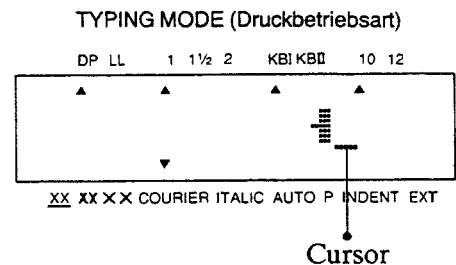 TYPING MODE (Druckbetriebsart)
DP LL 1 1½ 2 KBI KBII 10 12
XX XX XX COURIER ITALIC AUTO P INDENT EXT
Cursor